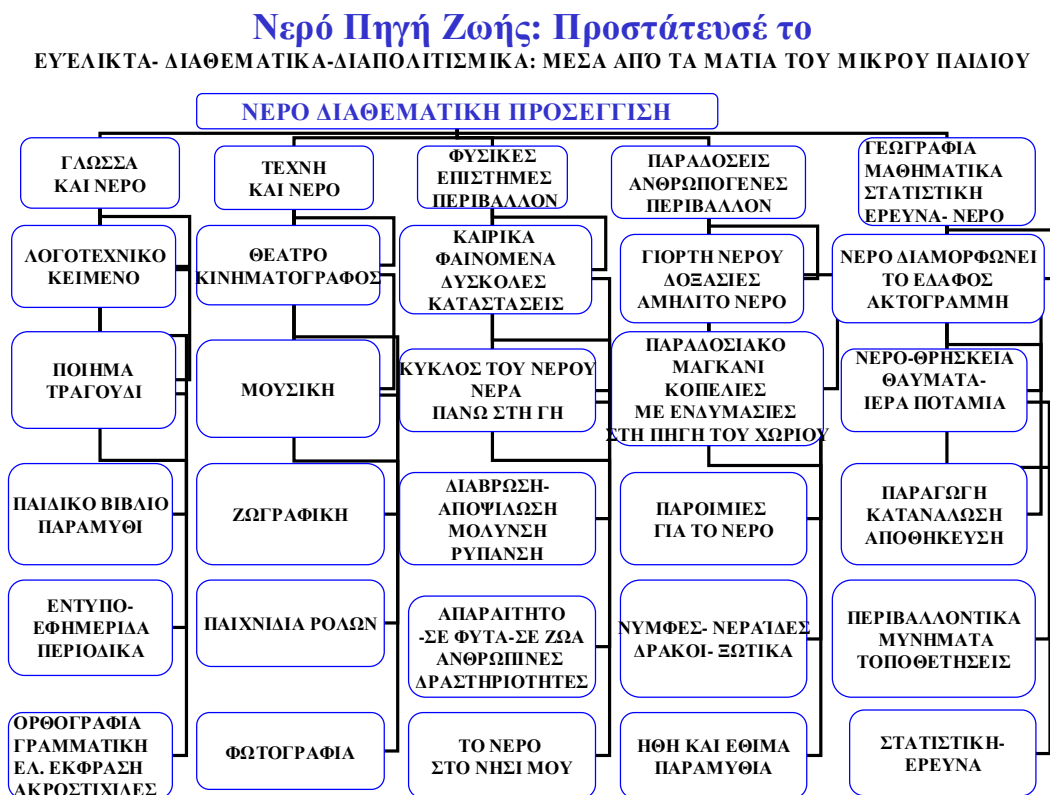 Νερό Πηγή Ζωής: Προστάτευσέ το
ΕΥΈΛΙΚΤΑ- ΔΙΑΘΕΜΑΤΙΚΑ-ΔΙΑΠΟΛΙΤΙΣΜΙΚΑ: ΜΕΣΑ ΑΠΌ ΤΑ ΜΑΤΙΑ ΤΟΥ ΜΙΚΡΟΥ ΠΑΙΔΙΟΥ
ΝΕΡΟ ΔΙΑΘΕΜΑΤΙΚΗ ΠΡΟΣΕΓΓΙΣΗ
ΓΛΩΣΣΑ
ΚΑΙ ΝΕΡΟ
ΛΟΓΟΤΕΧΝΙΚΟ
ΚΕΙΜΕΝΟ
ΠΟΙΗΜΑ
ΤΡΑΓΟΥΔΙ
ΠΑΙΔΙΚΟ ΒΙΒΛΙΟ
ΠΑΡΑΜΥΘΙ
ΕΝΤΥΠΟ-
ΕΦΗΜΕΡΙΔΑ
ΠΕΡΙΟΔΙΚΑ
ΟΡΘΟΓΡΑΦΙΑ
ΓΡΑΜΜΑΤΙΚΗ
ΕΛ. ΕΚΦΡΑΣΗ
ΑΚΡΟΣΤΙΧΙΔΕΣ
ΤΕΧΝΗ
ΚΑΙ ΝΕΡΟ
ΘΕΑΤΡΟ
ΚΙΝΗΜΑΤΟΓΡΑΦΟΣ
ΜΟΥΣΙΚΗ
ΖΩΓΡΑΦΙΚΗ
ΠΑΙΧΝΙΔΙΑ ΡΟΛΩΝ
ΦΩΤΟΓΡΑΦΙΑ
ΦΥΣΙΚΕΣ
ΕΠΙΣΤΗΜΕΣ
ΠΕΡΙΒΑΛΛΟΝ
ΚΑΙΡΙΚΑ
ΦΑΙΝΟΜΕΝΑ
ΔΥΣΚΟΛΕΣ
ΚΑΤΑΣΤΑΣΕΙΣ
ΚΥΚΛΟΣ ΤΟΥ ΝΕΡΟΥ
ΝΕΡΑ
ΠΑΝΩ ΣΤΗ ΓΗ
ΔΙΑΒΡΩΣΗ-
ΑΠΟΨΙΛΩΣΗ
ΜΟΛΥΝΣΗ
ΡΥΠΑΝΣΗ
ΑΠΑΡΑΙΤΗΤΟ
-ΣΕ ΦΥΤΑ-ΣΕ ΖΩΑ
ΑΝΘΡΩΠΙΝΕΣ
ΔΡΑΣΤΗΡΙΟΤΗΤΕΣ
ΤΟ ΝΕΡΟ
ΣΤΟ ΝΗΣΙ ΜΟΥ
ΠΑΡΑΔΟΣΕΙΣ
ΑΝΘΡΩΠΟΓΕΝΕΣ
ΠΕΡΙΒΑΛΛΟΝ
ΓΙΟΡΤΗ ΝΕΡΟΥ
ΔΟΞΑΣΙΕΣ
ΑΜΗΛΙΤΟ ΝΕΡΟ
ΠΑΡΑΔΟΣΙΑΚΟ
ΜΑΓΚΑΝΙ
ΚΟΠΕΛΙΕΣ
ΜΕ ΕΝΔΥΜΑΣΙΕΣ
ΣΤΗ ΠΗΓΗ ΤΟΥ ΧΩΡΙΟΥ
ΠΑΡΟΙΜΙΕΣ
ΓΙΑ ΤΟ ΝΕΡΟ
ΝΥΜΦΕΣ- ΝΕΡΑΪΔΕΣ
ΔΡΑΚΟΙ- ΞΩΤΙΚΑ
ΗΘΗ ΚΑΙ ΕΘΙΜΑ
ΠΑΡΑΜΥΘΙΑ
ΓΕΩΓΡΑΦΙΑ
ΜΑΘΗΜΑΤΙΚΑ
ΣΤΑΤΙΣΤΙΚΗ
ΕΡΕΥΝΑ- ΝΕΡΟ
ΝΕΡΟ ΔΙΑΜΟΡΦΩΝΕΙ
ΤΟ ΕΔΑΦΟΣ
ΑΚΤΟΓΡΑΜΜΗ
ΝΕΡΟ-ΘΡΗΣΚΕΙΑ
ΘΑΥΜΑΤΑ-
ΙΕΡΑ ΠΟΤΑΜΙΑ
ΠΑΡΑΓΩΓΗ
ΚΑΤΑΝΑΛΩΣΗ
ΑΠΟΘΗΚΕΥΣΗ
ΠΕΡΙΒΑΛΛΟΝΤΙΚΑ
ΜΥΝΗΜΑΤΑ
ΤΟΠΟΘΕΤΗΣΕΙΣ
ΣΤΑΤΙΣΤΙΚΗ-
ΕΡΕΥΝΑ